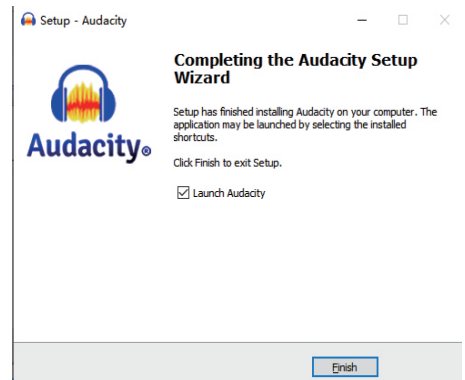 Setup - Audacity
Completing the Audacity Setup
Wizard
Setup has finished installing Audacity on your computer. The
application may be launched by selecting the installed
shortcuts.
Click Finish to exit Setup.
Launch Audacity
Audacity®
Finish